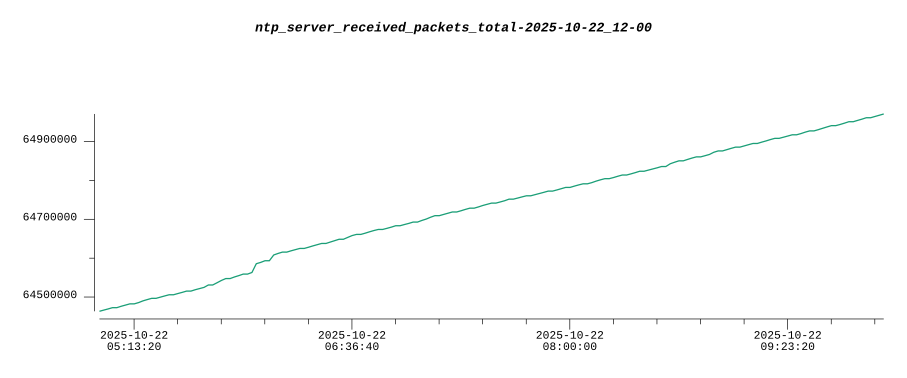 ntp_server_received_packets_total-2025-10-22_12-00
64900000
64700000
64500000
2025-10-22 2025-10-22 2025-10-22 2025-10-22
05:13:20 06:36:40 08:00:00 09:23:20